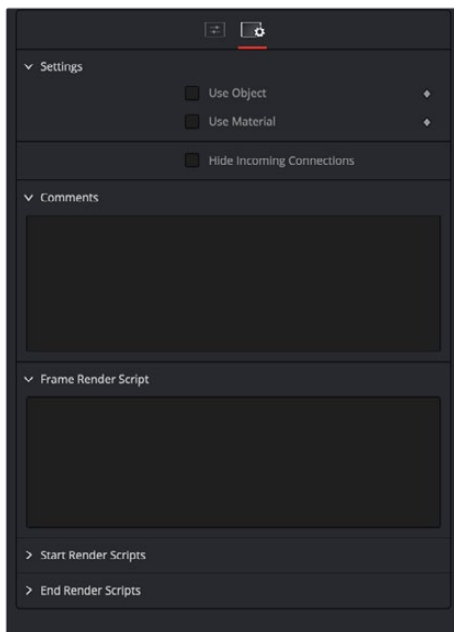 Settings
Use Object
Use Material
Hide Incoming Connections
Comments
Frame Render Script
Start Render Scripts
End Render Scripts